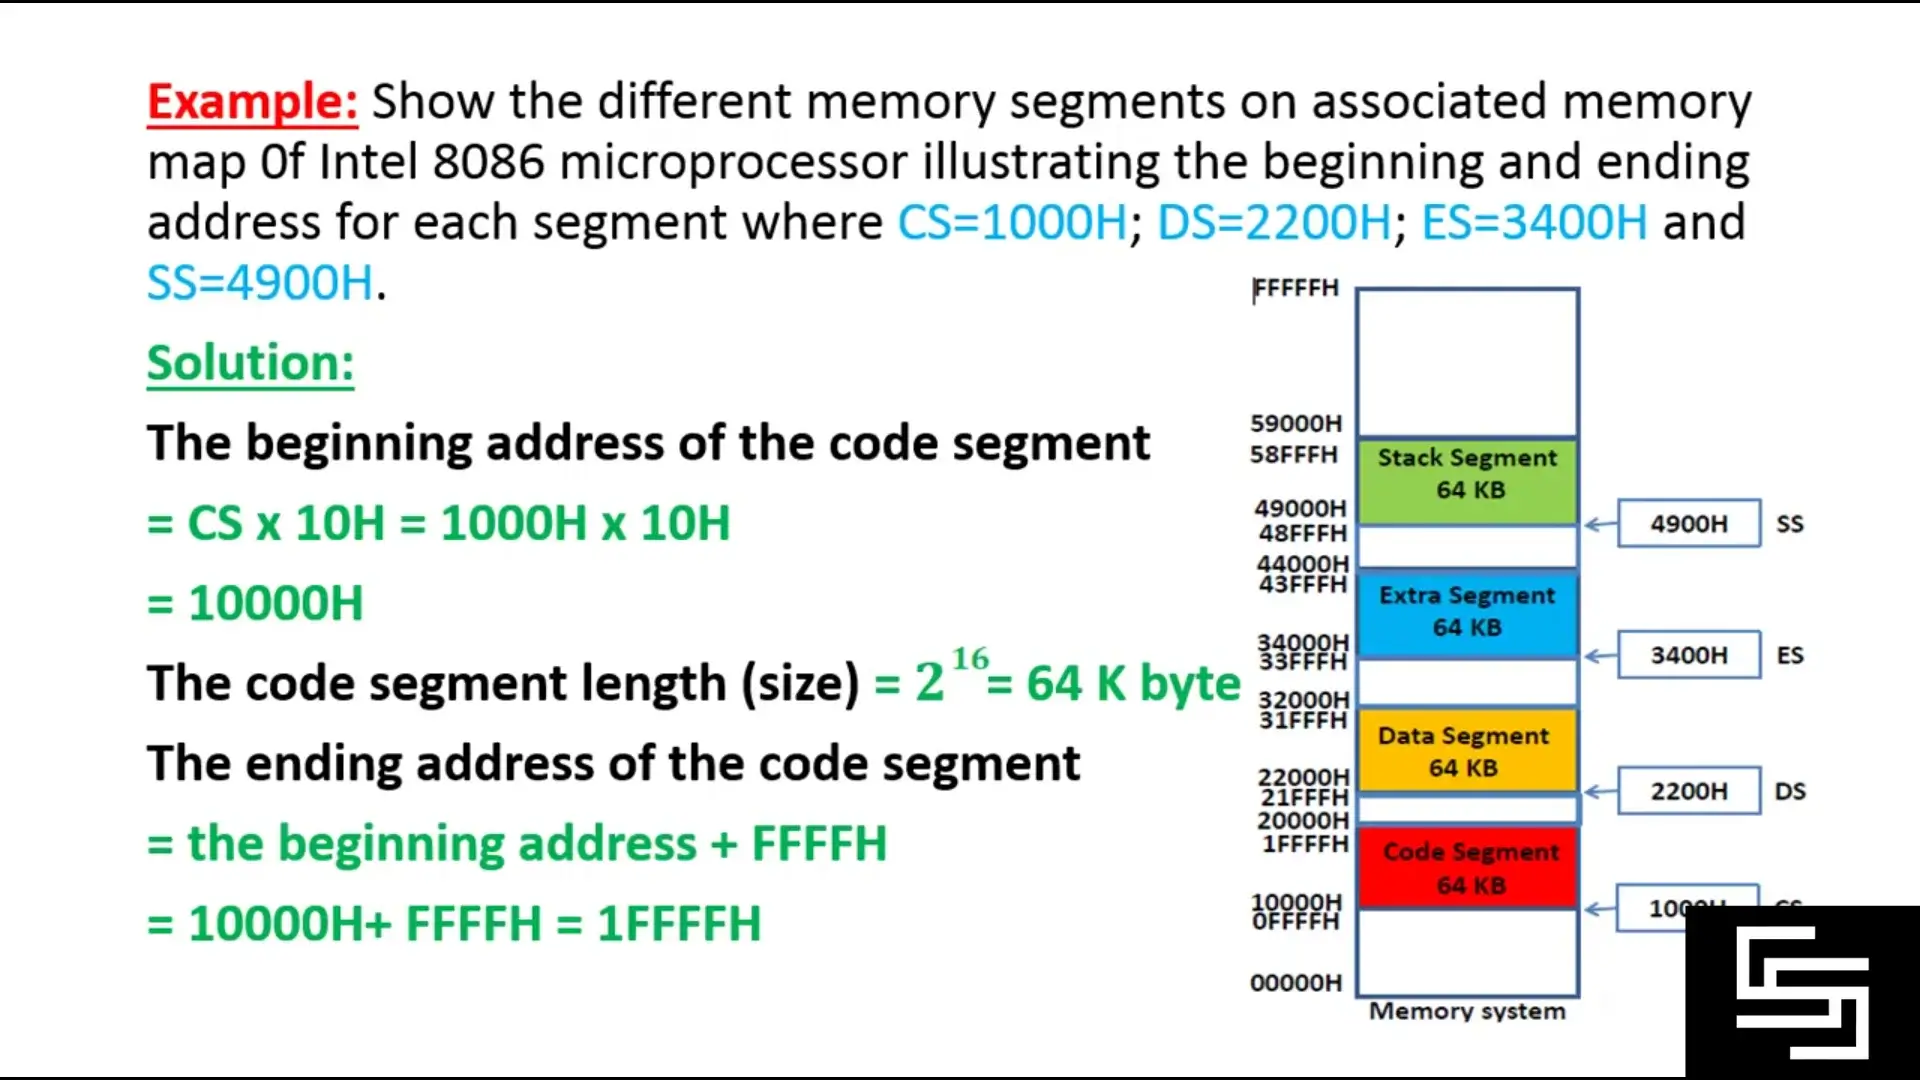 Example: Show the different memory segments on associated memory
map 0f Intel 8086 microprocessor illustrating the beginning and ending
address for each segment where CS=1000H; DS=2200H; ES=3400H and
SS=4900H.
Solution:
The beginning address of the code segment
= CS x 10H = 1000H x 10H
= 10000H
The code segment length (size) = 2^16 = 64 K byte
The ending address of the code segment
= the beginning address + FFFFH
= 10000H+ FFFFH = 1FFFFH
FFFFFH
59000H
58FFFH
Stack Segment
64 KB
49000H
4900H SS
48FFFH
44000H
43FFFH
Extra Segment
64 KB
34000H
3400H ES
33FFFH
32000H
31FFFH
Data Segment
64 KB
22000H
2200H DS
21FFFH
20000H
1FFFFH
Code Segment
64 KB
10000H
1000H CS
0FFFFH
00000H
Memory system